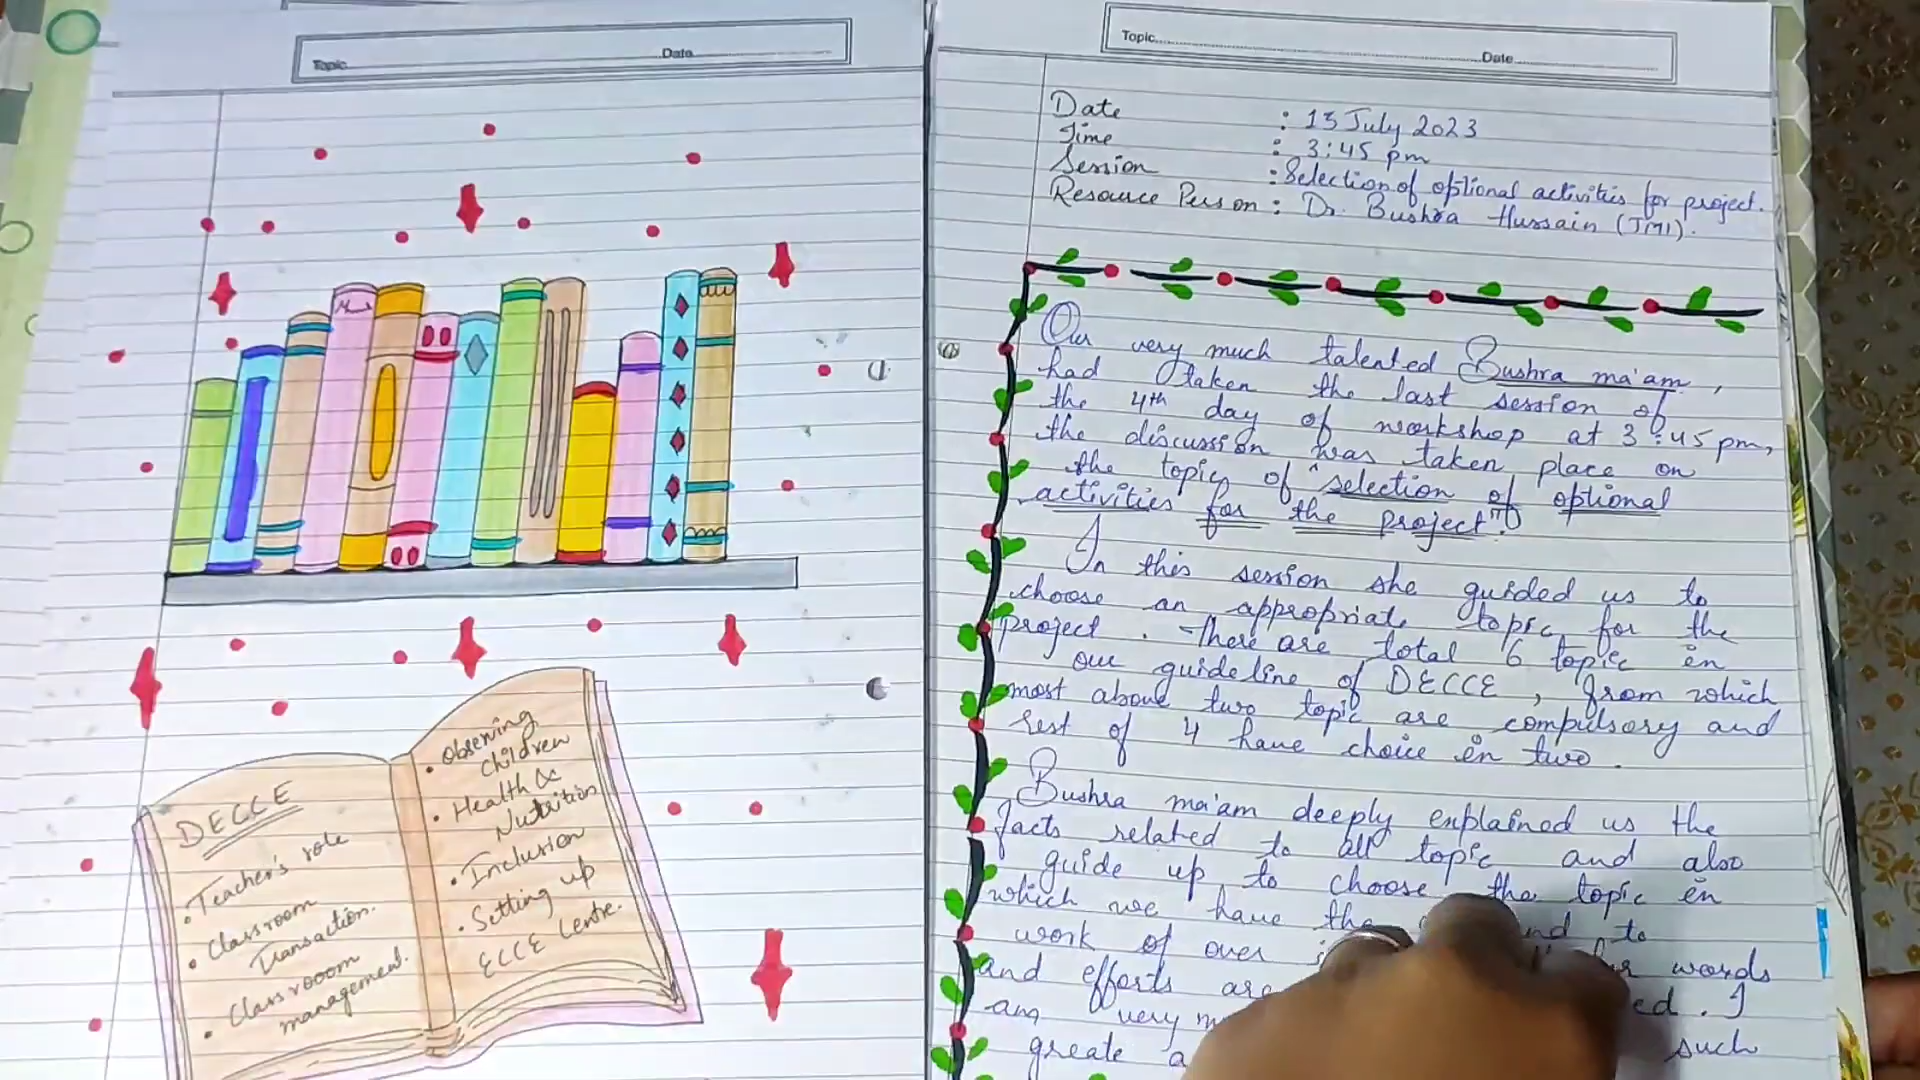 Topic Date
DECCE
• Teacher's role
• Classroom
Transaction.
• Classrooom
management.
• Observing
children
• Health &
Nutrition
• Inclusion
• Setting up
ECCE Centre.
Topic Date
Date : 13 July 2023
Time : 3:45 pm
Session : Selection of optional activities for project.
Resource Person : Dr. Bushra Hussain (JMI).
Our very much talented Bushra ma'am,
had taken the last session of
the 4th day of workshop at 3:45 pm,
the discussion was taken place on
the topic of "selection of optional
activities for the project".
In this session she guided us to
choose an appropriate topic for the
project. There are total 6 topic in
our guideline of DECCE, from which
most above two topic are compulsory and
rest of 4 have choice in two.
Bushra ma'am deeply explained us the
facts related to all topic and also
guide up to choose the topic in
which we have the to
work of over words
and efforts are I
am very
greate such